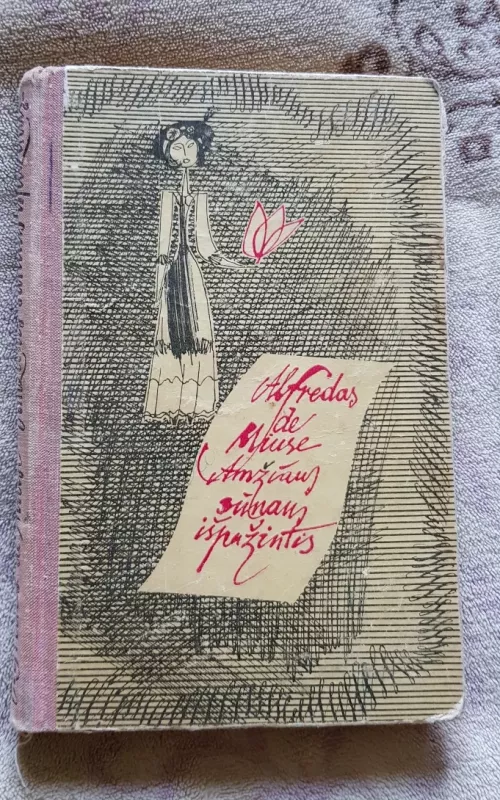 Alfredas
de
Miuse
Amžiaus
sūnaus
išpažintis